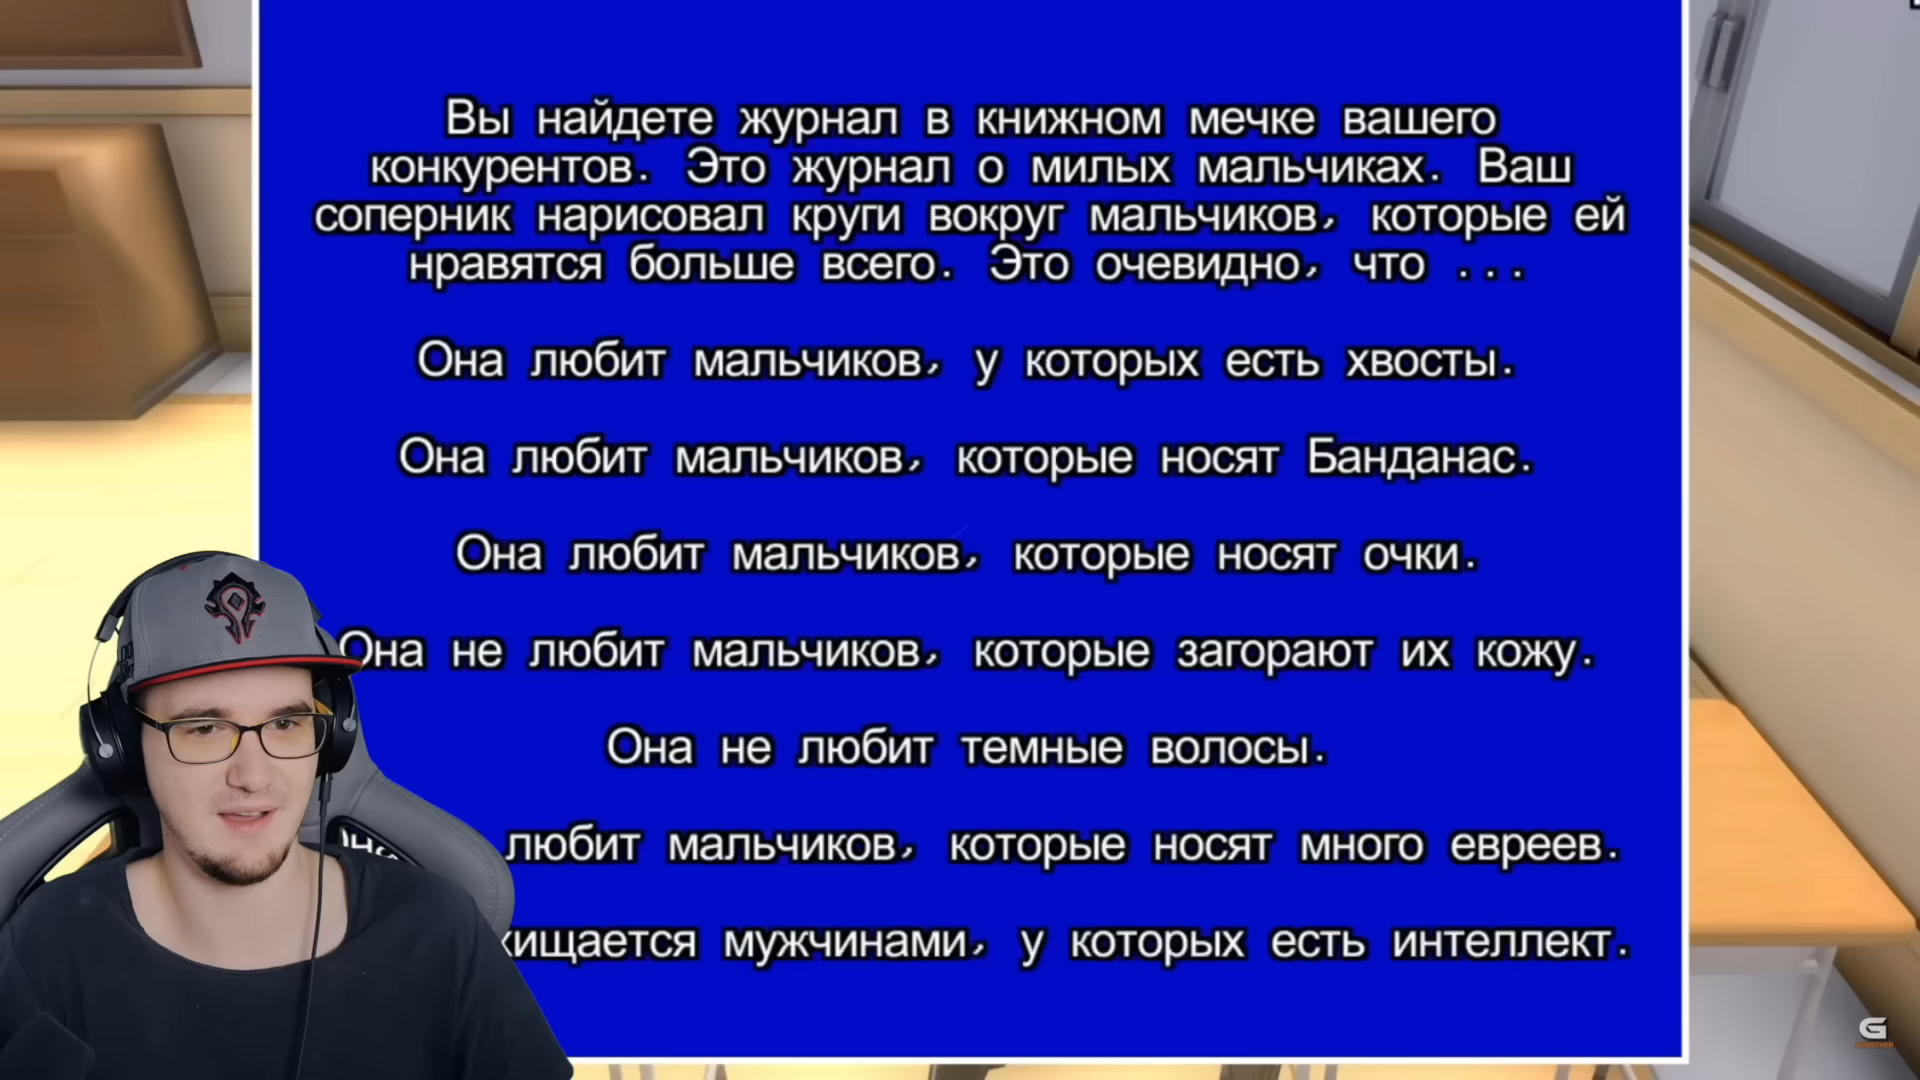 Вы найдете журнал в книжном мечке вашего
конкурентов. Это журнал о милых мальчиках. Ваш
соперник нарисовал круги вокруг мальчиков, которые ей
нравятся больше всего. Это очевидно, что ...
Она любит мальчиков, у которых есть хвосты.
Она любит мальчиков, которые носят Банданас.
Она любит мальчиков, которые носят очки.
Она не любит мальчиков, которые загорают их кожу.
Она не любит темные волосы.
любит мальчиков, которые носят много евреев.
хищается мужчинами, у которых есть интеллект.